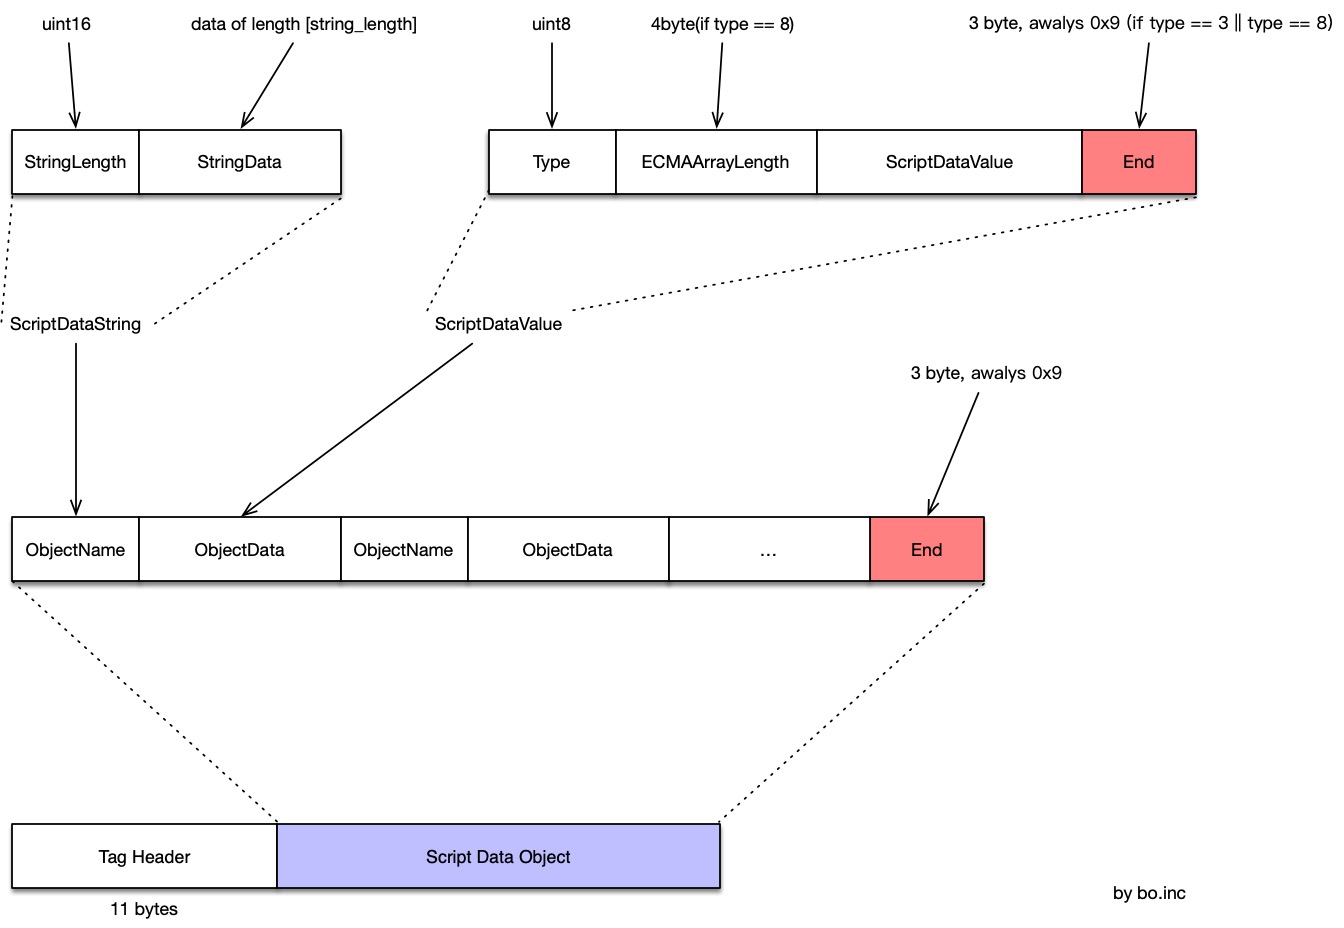 uint16
data of length [string_length]
uint8
4byte(if type == 8)
3 byte, awalys 0x9 (if type == 3 || type == 8)
StringLength
StringData
Type
ECMAArrayLength
ScriptDataValue
End
ScriptDataString
ScriptDataValue
3 byte, awalys 0x9
ObjectName
ObjectData
ObjectName
ObjectData
...
End
Tag Header
Script Data Object
11 bytes
by bo.inc